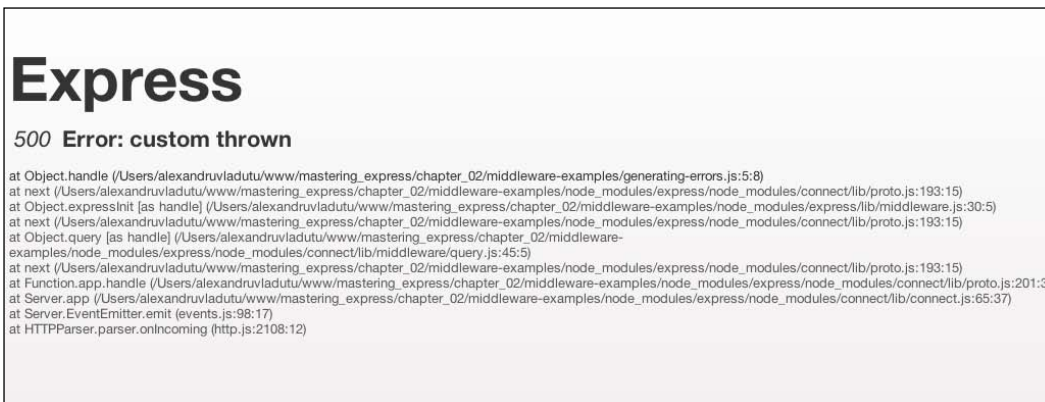 Express
500 Error: custom thrown
at Object.handle (/Users/alexandruvladutu/www/mastering_express/chapter_02/middleware-examples/generating-errors.js:5:8)
at next (/Users/alexandruvladutu/www/mastering_express/chapter_02/middleware-examples/node_modules/express/node_modules/connect/lib/proto.js:193:15)
at Object.expressInit [as handle] (/Users/alexandruvladutu/www/mastering_express/chapter_02/middleware-examples/node_modules/express/lib/middleware.js:30:5)
at next (/Users/alexandruvladutu/www/mastering_express/chapter_02/middleware-examples/node_modules/express/node_modules/connect/lib/proto.js:193:15)
at Object.query [as handle] (/Users/alexandruvladutu/www/mastering_express/chapter_02/middleware-
examples/node_modules/express/node_modules/connect/lib/middleware/query.js:45:5)
at next (/Users/alexandruvladutu/www/mastering_express/chapter_02/middleware-examples/node_modules/express/node_modules/connect/lib/proto.js:193:15)
at Function.app.handle (/Users/alexandruvladutu/www/mastering_express/chapter_02/middleware-examples/node_modules/express/node_modules/connect/lib/proto.js:201:3
at Server.app (/Users/alexandruvladutu/www/mastering_express/chapter_02/middleware-examples/node_modules/express/node_modules/connect/lib/connect.js:65:37)
at Server.EventEmitter.emit (events.js:98:17)
at HTTPParser.parser.onIncoming (http.js:2108:12)